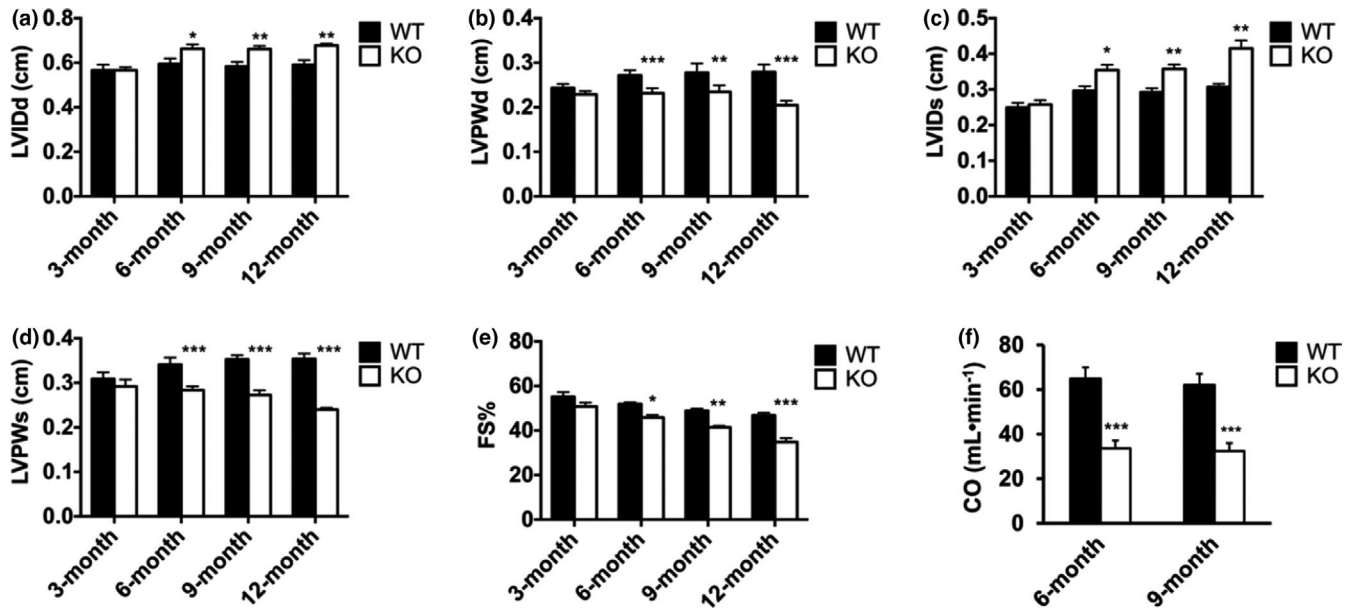 (a)
LVIDd (cm)
0.8
0.6
0.4
0.2
0.0
* ** **
WT
KO
3-month
6-month
9-month
12-month
(b)
LVPWd (cm)
0.4
0.3
0.2
0.1
0.0
*** ** ***
WT
KO
3-month
6-month
9-month
12-month
(c)
LVIDs (cm)
0.5
0.4
0.3
0.2
0.1
0.0
* ** **
WT
KO
3-month
6-month
9-month
12-month
(d)
LVPWs (cm)
0.4
0.3
0.2
0.1
0.0
*** *** ***
WT
KO
3-month
6-month
9-month
12-month
(e)
FS%
80
60
40
20
0
* ** ***
WT
KO
3-month
6-month
9-month
12-month
(f)
CO (mL•min⁻¹)
80
60
40
20
0
*** ***
WT
KO
6-month
9-month